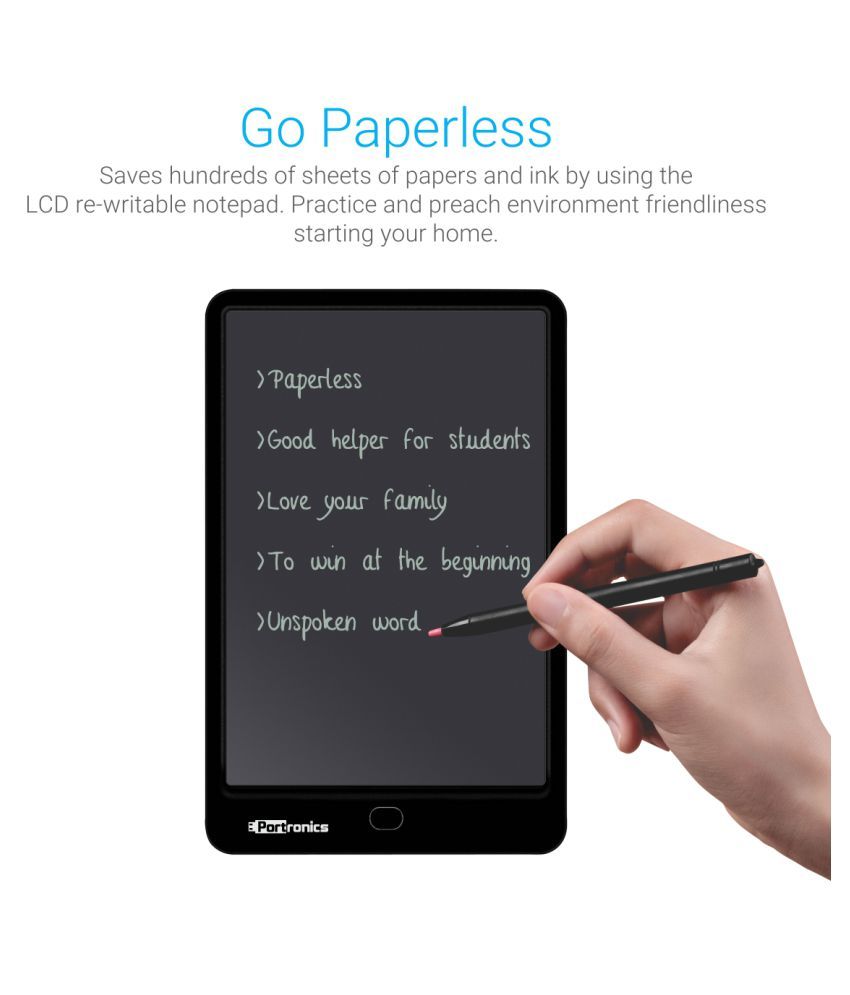 Go Paperless
Saves hundreds of sheets of papers and ink by using the
LCD re-writable notepad. Practice and preach environment friendliness
starting your home.
>Paperless
>Good helper for students
>Love your family
>To win at the beginning
>Unspoken word
Portronics